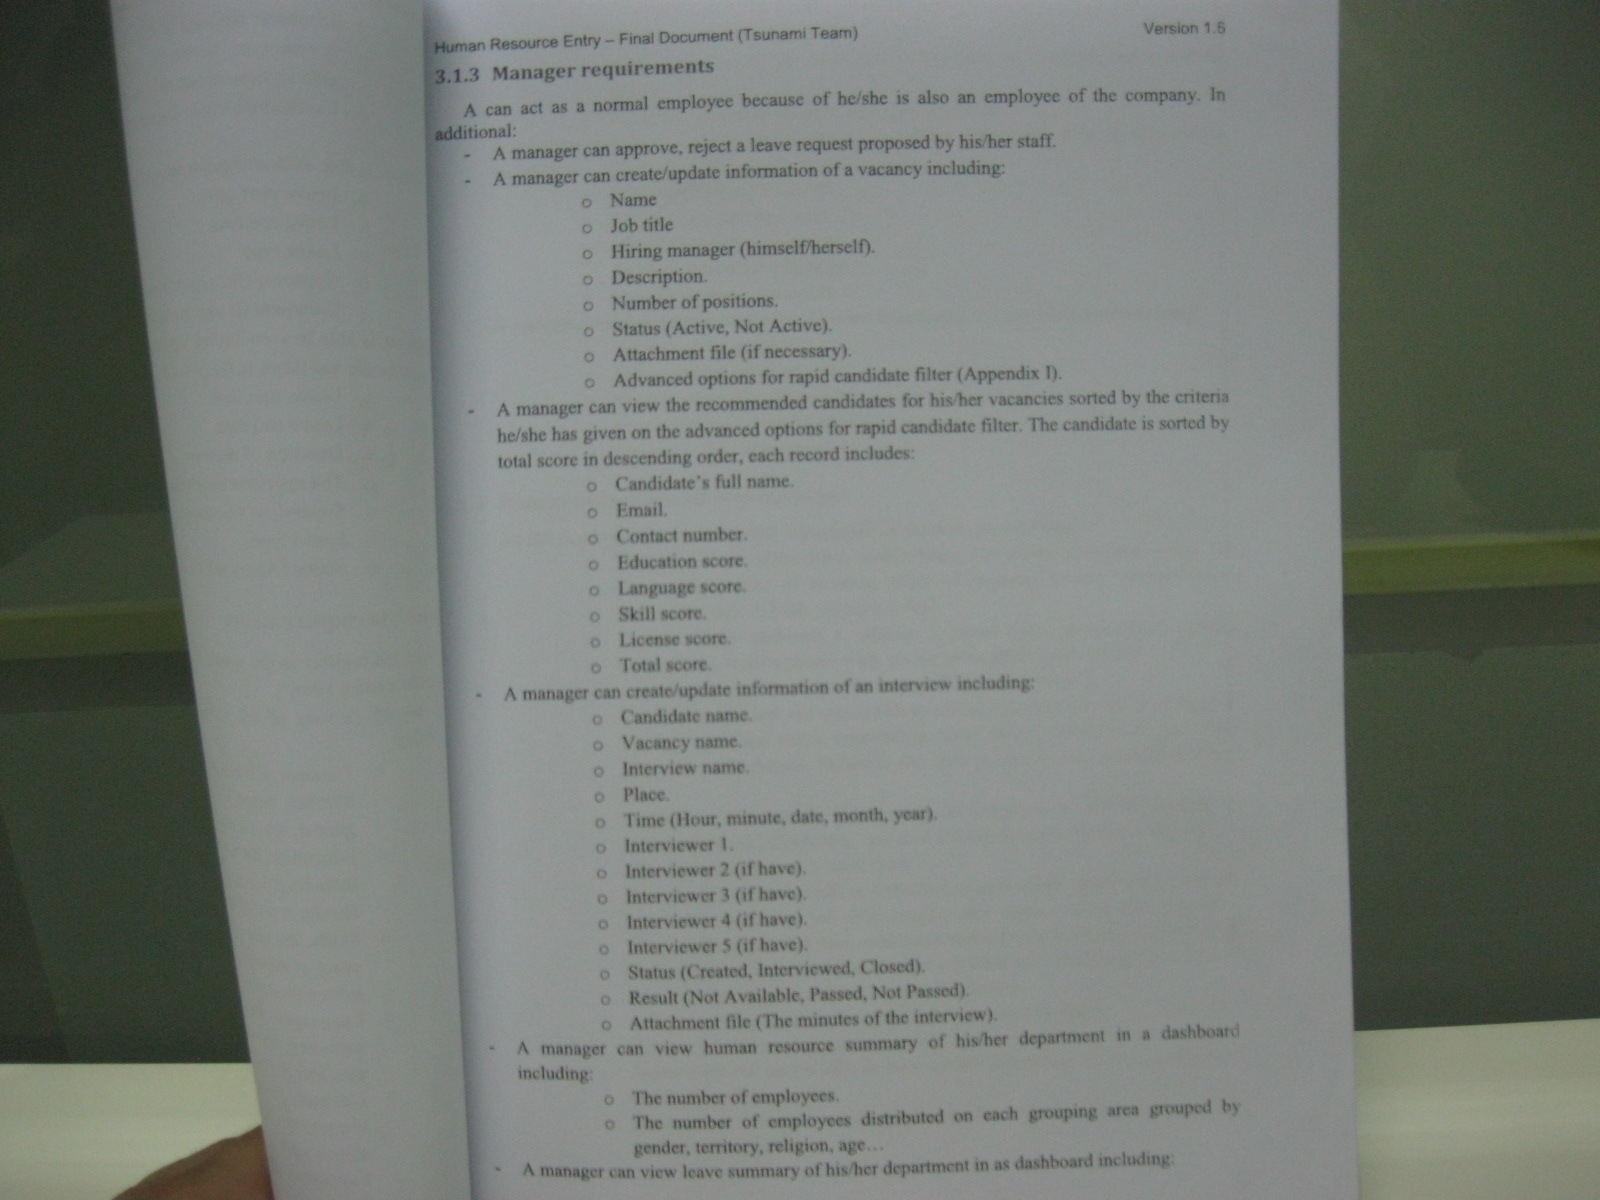 Human Resource Entry – Final Document (Tsunami Team) Version 1.5
3.1.3 Manager requirements
A can act as a normal employee because of he/she is also an employee of the company. In
additional:
- A manager can approve, reject a leave request proposed by his/her staff.
- A manager can create/update information of a vacancy including:
o Name
o Job title
o Hiring manager (himself/herself).
o Description.
o Number of positions.
o Status (Active, Not Active).
o Attachment file (if necessary).
o Advanced options for rapid candidate filter (Appendix I).
- A manager can view the recommended candidates for his/her vacancies sorted by the criteria
he/she has given on the advanced options for rapid candidate filter. The candidate is sorted by
total score in descending order, each record includes:
o Candidate's full name.
o Email.
o Contact number.
o Education score.
o Language score.
o Skill score.
o License score.
o Total score.
- A manager can create/update information of an interview including:
o Candidate name.
o Vacancy name.
o Interview name.
o Place.
o Time (Hour, minute, date, month, year).
o Interviewer 1.
o Interviewer 2 (if have).
o Interviewer 3 (if have).
o Interviewer 4 (if have).
o Interviewer 5 (if have).
o Status (Created, Interviewed, Closed).
o Result (Not Available, Passed, Not Passed).
o Attachment file (The minutes of the interview).
- A manager can view human resource summary of his/her department in a dashboard
including:
o The number of employees.
o The number of employees distributed on each grouping area grouped by
gender, territory, religion, age…
- A manager can view leave summary of his/her department in as dashboard including: